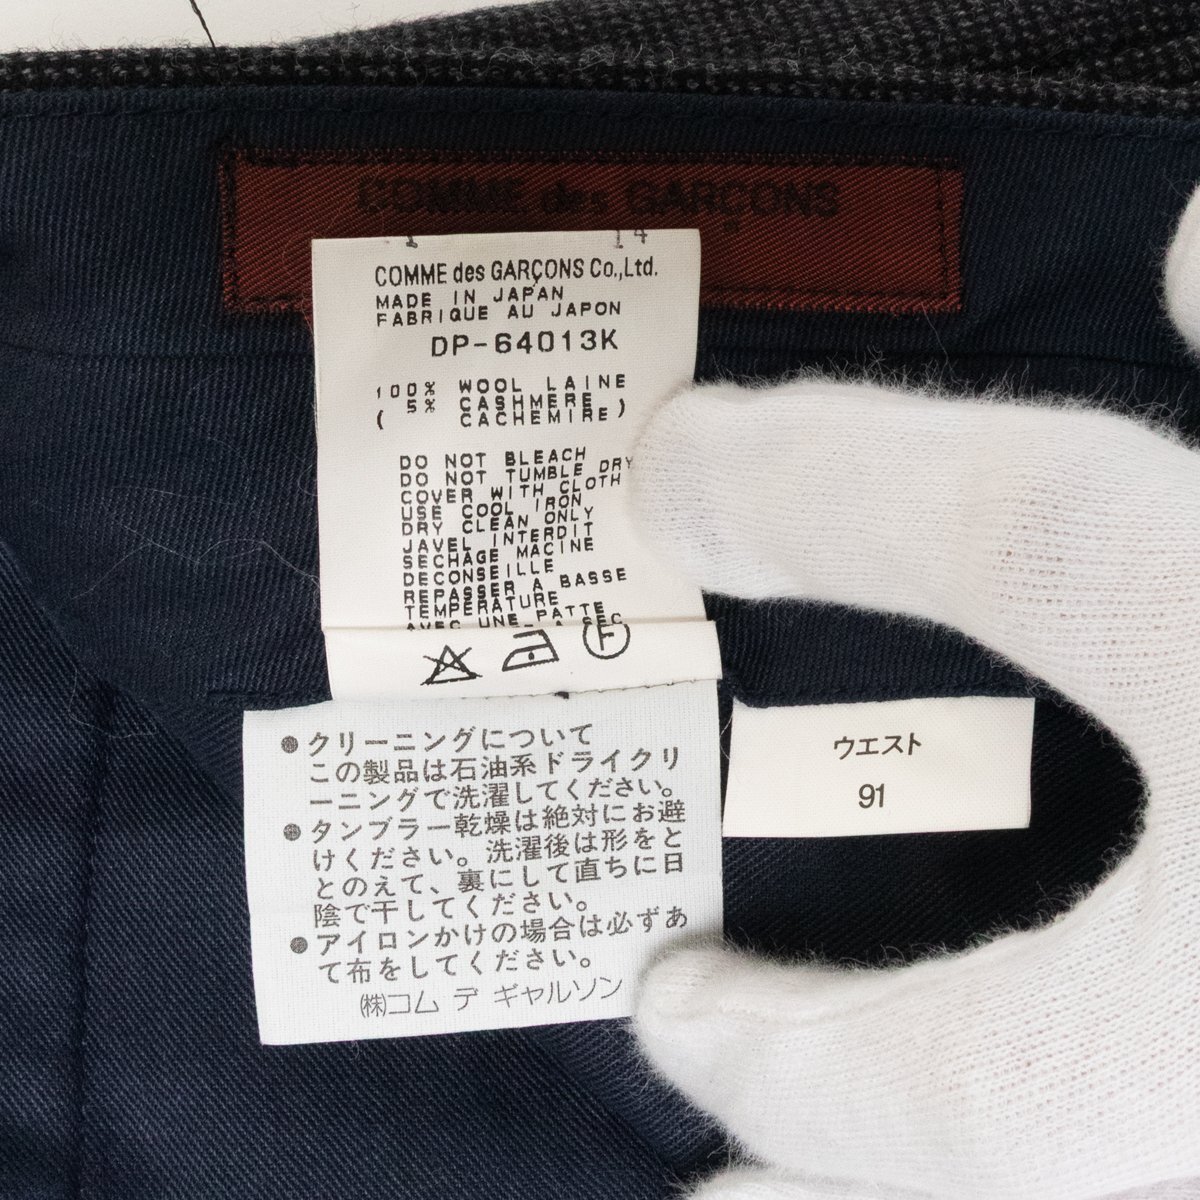 COMME des GARÇONS
14
COMME des GARÇONS Co.,Ltd.
MADE IN JAPAN
FABRIQUE AU JAPON
DP-64013K
100% WOOL LAINE
( 5% CASHMERE
CACHEMIRE )
DO NOT BLEACH
DO NOT TUMBLE DRY
COVER WITH CLOTH
USE COOL IRON
DRY CLEAN ONLY
JAVEL INTERDIT
SECHAGE MACINE
DECONSEILLE
REPASSER A BASSE
TEMPERATURE
AVEC UNE PATTE
A SEC
F
●クリーニングについて
この製品は石油系ドライクリ
ーニングで洗濯してください。
●タンブラー乾燥は絶対にお避
けください。洗濯後は形をと
とのえて、裏にして直ちに日
陰で干してください。
●アイロンかけの場合は必ずあ
て布をしてください。
㈱コム デ ギャルソン
ウエスト
91